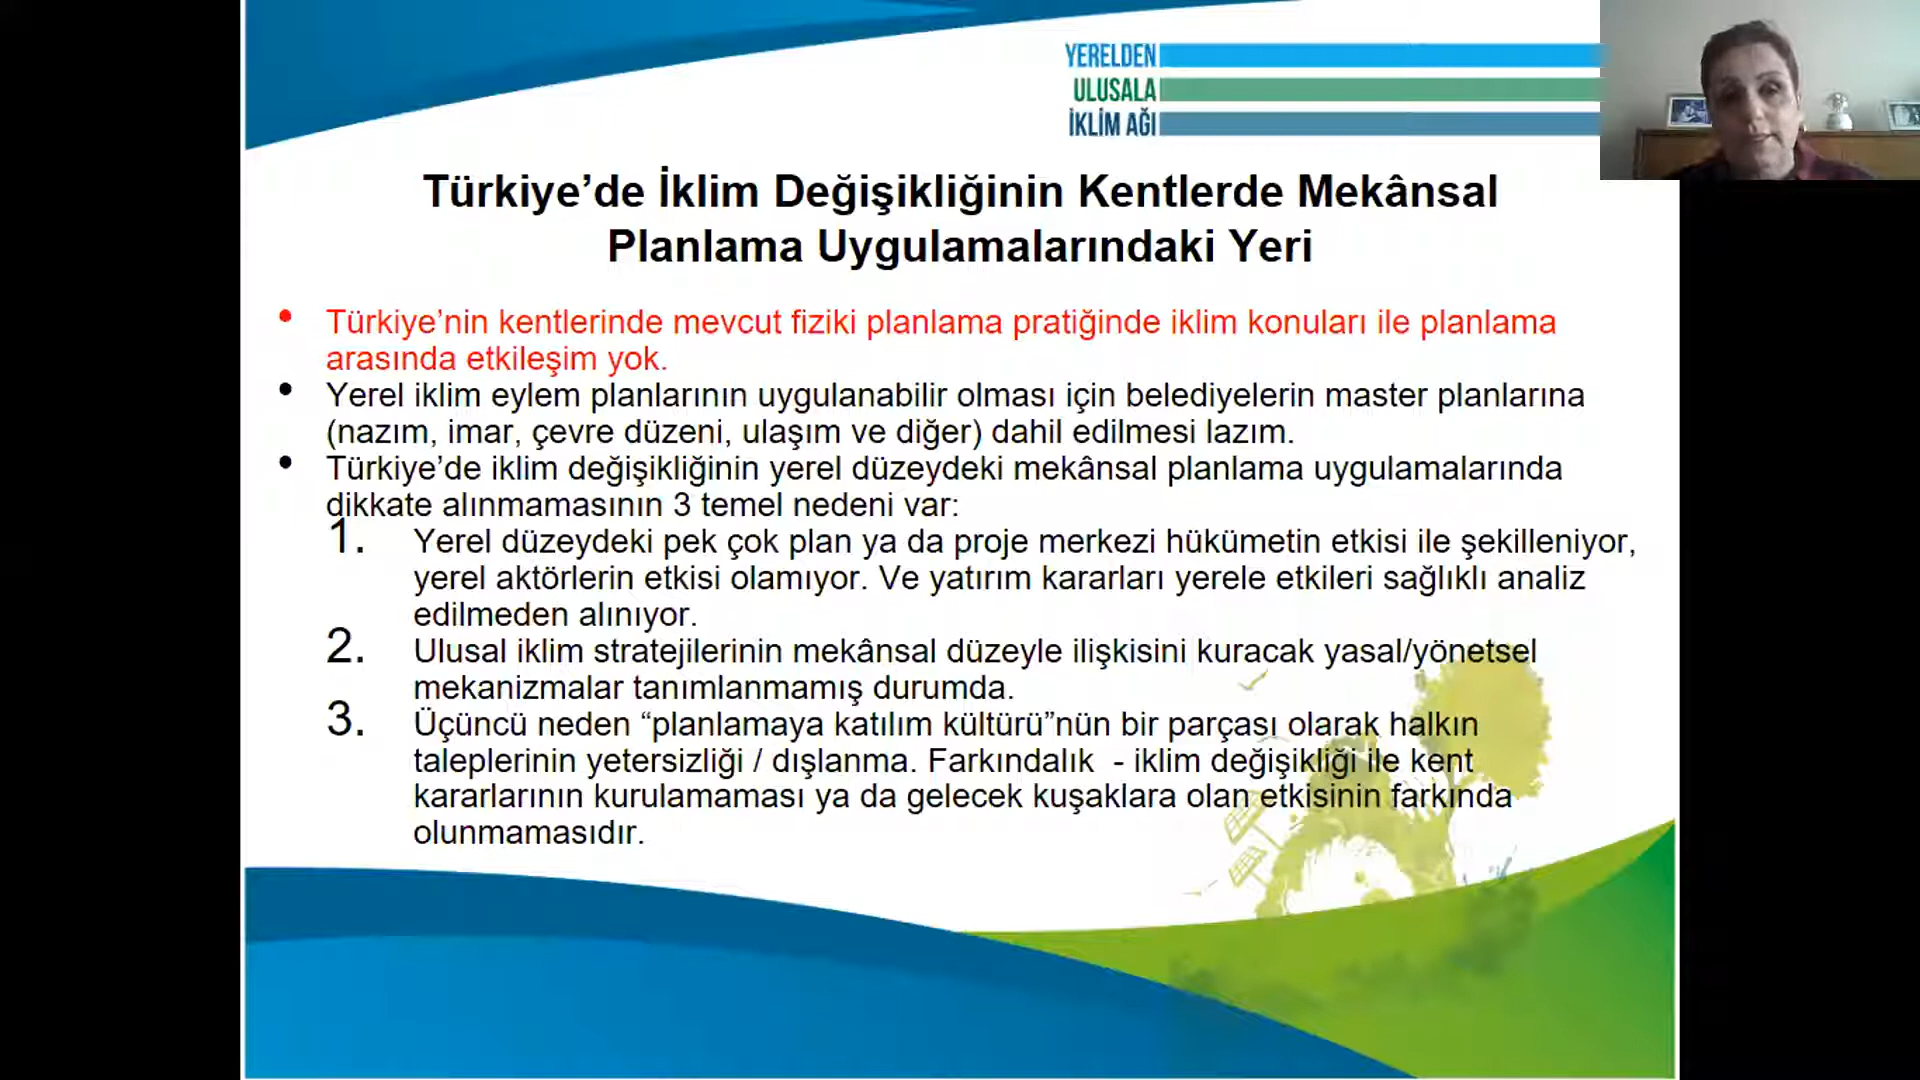 YERELDEN
ULUSALA
İKLİM AĞI
Türkiye’de İklim Değişikliğinin Kentlerde Mekânsal
Planlama Uygulamalarındaki Yeri
• Türkiye’nin kentlerinde mevcut fiziki planlama pratiğinde iklim konuları ile planlama
arasında etkileşim yok.
• Yerel iklim eylem planlarının uygulanabilir olması için belediyelerin master planlarına
(nazım, imar, çevre düzeni, ulaşım ve diğer) dahil edilmesi lazım.
• Türkiye’de iklim değişikliğinin yerel düzeydeki mekânsal planlama uygulamalarında
dikkate alınmamasının 3 temel nedeni var:
1. Yerel düzeydeki pek çok plan ya da proje merkezi hükümetin etkisi ile şekilleniyor,
yerel aktörlerin etkisi olamıyor. Ve yatırım kararları yerele etkileri sağlıklı analiz
edilmeden alınıyor.
2. Ulusal iklim stratejilerinin mekânsal düzeyle ilişkisini kuracak yasal/yönetsel
mekanizmalar tanımlanmamış durumda.
3. Üçüncü neden “planlamaya katılım kültürü”nün bir parçası olarak halkın
taleplerinin yetersizliği / dışlanma. Farkındalık  - iklim değişikliği ile kent
kararlarının kurulamaması ya da gelecek kuşaklara olan etkisinin farkında
olunmamasıdır.